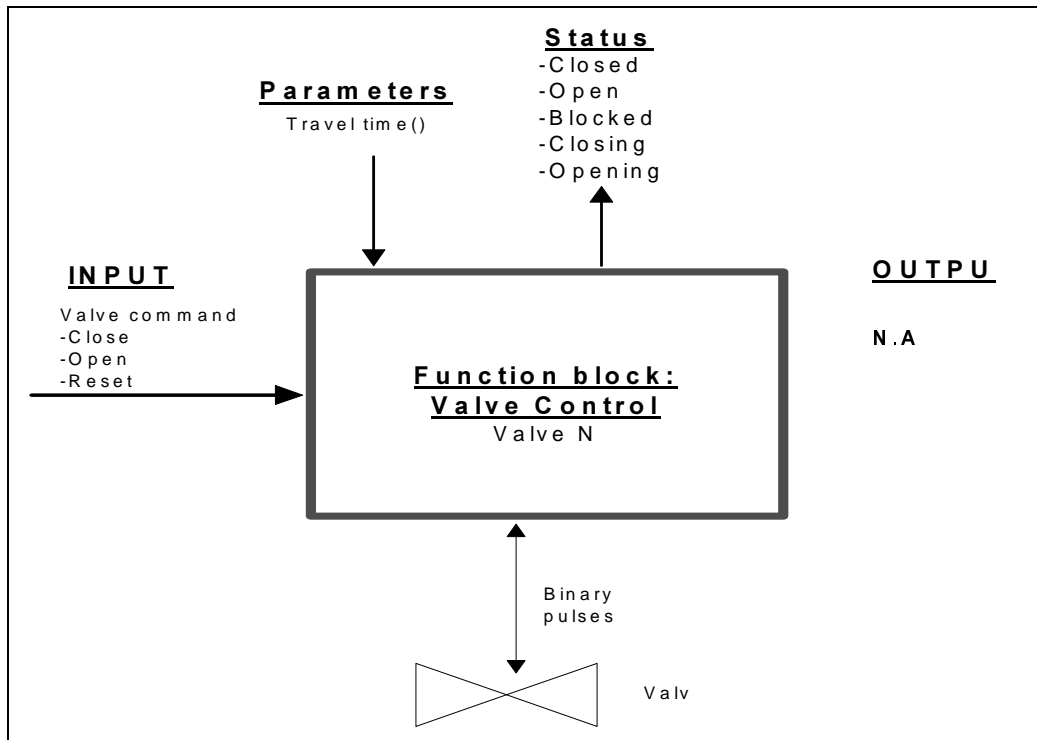 Status
-Closed
-Open
-Blocked
-Closing
-Opening
Parameters
Travel time()
INPUT
Valve command
-Close
-Open
-Reset
OUTPU
N.A
Function block:
Valve Control
Valve N
Binary
pulses
Valv